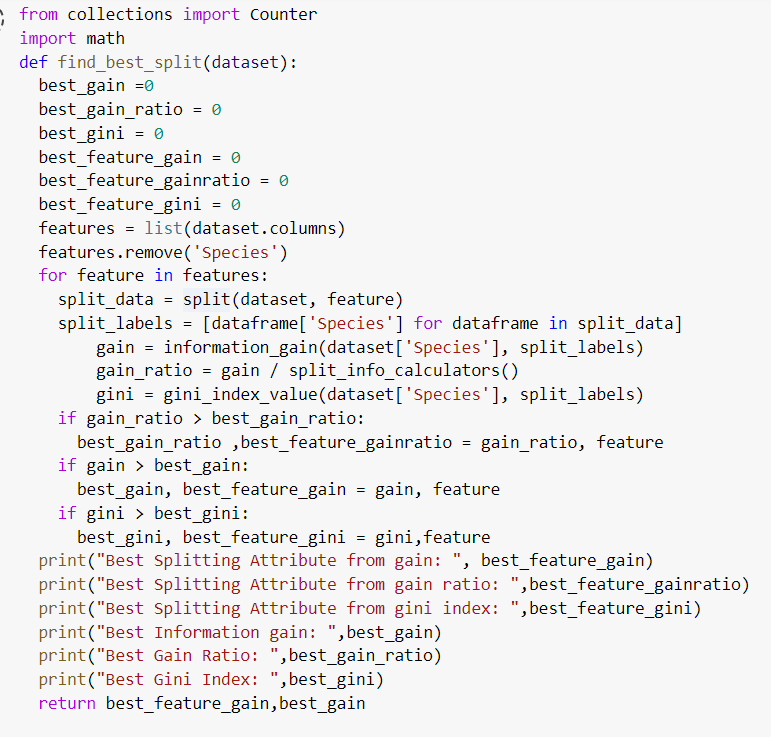 from collections import Counter
import math
def find_best_split(dataset):
  best_gain =0
  best_gain_ratio = 0
  best_gini = 0
  best_feature_gain = 0
  best_feature_gainratio = 0
  best_feature_gini = 0
  features = list(dataset.columns)
  features.remove('Species')
  for feature in features:
    split_data = split(dataset, feature)
    split_labels = [dataframe['Species'] for dataframe in split_data]
        gain = information_gain(dataset['Species'], split_labels)
        gain_ratio = gain / split_info_calculators()
        gini = gini_index_value(dataset['Species'], split_labels)
    if gain_ratio > best_gain_ratio:
      best_gain_ratio ,best_feature_gainratio = gain_ratio, feature
    if gain > best_gain:
      best_gain, best_feature_gain = gain, feature
    if gini > best_gini:
      best_gini, best_feature_gini = gini,feature
  print("Best Splitting Attribute from gain: ", best_feature_gain)
  print("Best Splitting Attribute from gain ratio: ",best_feature_gainratio)
  print("Best Splitting Attribute from gini index: ",best_feature_gini)
  print("Best Information gain: ",best_gain)
  print("Best Gain Ratio: ",best_gain_ratio)
  print("Best Gini Index: ",best_gini)
  return best_feature_gain,best_gain